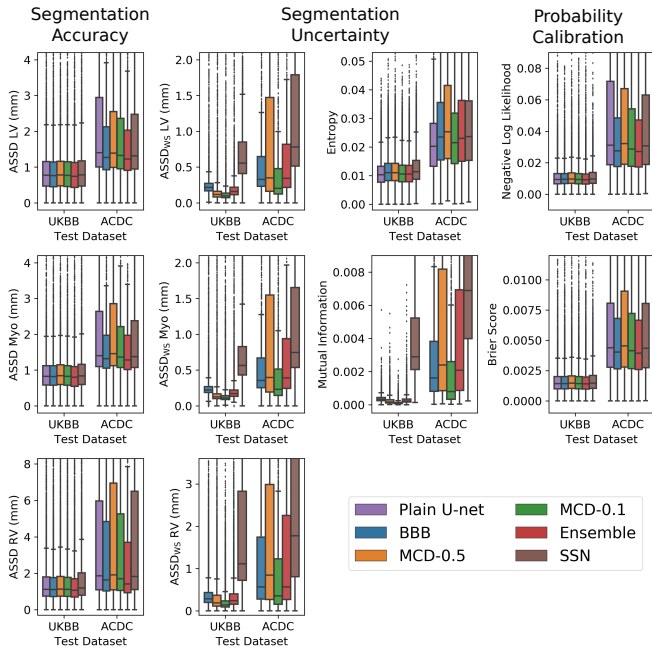 Segmentation
Accuracy
Segmentation
Uncertainty
Probability
Calibration
ASSD LV (mm)
4
3
2
1
0
UKBB ACDC
Test Dataset
ASSD_WS LV (mm)
2.0
1.5
1.0
0.5
0.0
UKBB ACDC
Test Dataset
Entropy
0.05
0.04
0.03
0.02
0.01
0.00
UKBB ACDC
Test Dataset
Negative Log Likelihood
0.08
0.06
0.04
0.02
0.00
UKBB ACDC
Test Dataset
ASSD Myo (mm)
4
3
2
1
0
UKBB ACDC
Test Dataset
ASSD_WS Myo (mm)
2.0
1.5
1.0
0.5
0.0
UKBB ACDC
Test Dataset
Mutual Information
0.008
0.006
0.004
0.002
0.000
UKBB ACDC
Test Dataset
Brier Score
0.0100
0.0075
0.0050
0.0025
0.0000
UKBB ACDC
Test Dataset
ASSD RV (mm)
8
6
4
2
0
UKBB ACDC
Test Dataset
ASSD_WS RV (mm)
3
2
1
0
UKBB ACDC
Test Dataset
Plain U-net
BBB
MCD-0.5
MCD-0.1
Ensemble
SSN